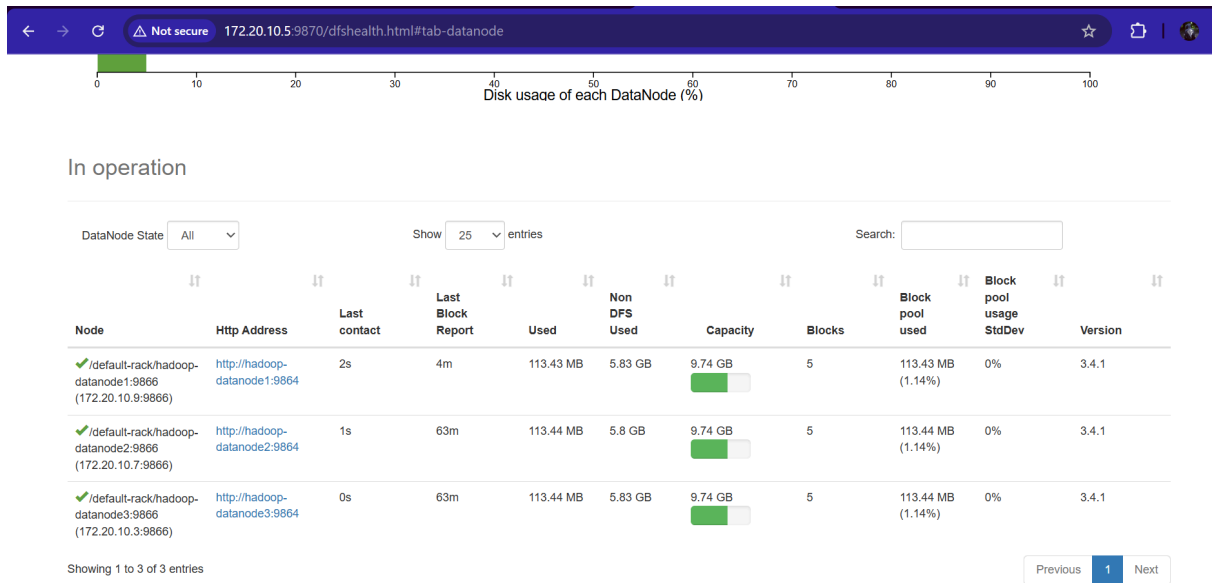 Not secure 172.20.10.5:9870/dfshealth.html#tab-datanode
0 10 20 30 40 50 60 70 80 90 100
Disk usage of each DataNode (%)
In operation
DataNode State All Show 25 entries Search:
Node Http Address Last contact Last Block Report Used Non DFS Used Capacity Blocks Block pool used Block pool usage StdDev Version
/default-rack/hadoop- http://hadoop- 2s 4m 113.43 MB 5.83 GB 9.74 GB 5 113.43 MB 0% 3.4.1
datanode1:9866 datanode1:9864 (1.14%)
(172.20.10.9:9866)
/default-rack/hadoop- http://hadoop- 1s 63m 113.44 MB 5.8 GB 9.74 GB 5 113.44 MB 0% 3.4.1
datanode2:9866 datanode2:9864 (1.14%)
(172.20.10.7:9866)
/default-rack/hadoop- http://hadoop- 0s 63m 113.44 MB 5.83 GB 9.74 GB 5 113.44 MB 0% 3.4.1
datanode3:9866 datanode3:9864 (1.14%)
(172.20.10.3:9866)
Showing 1 to 3 of 3 entries Previous 1 Next